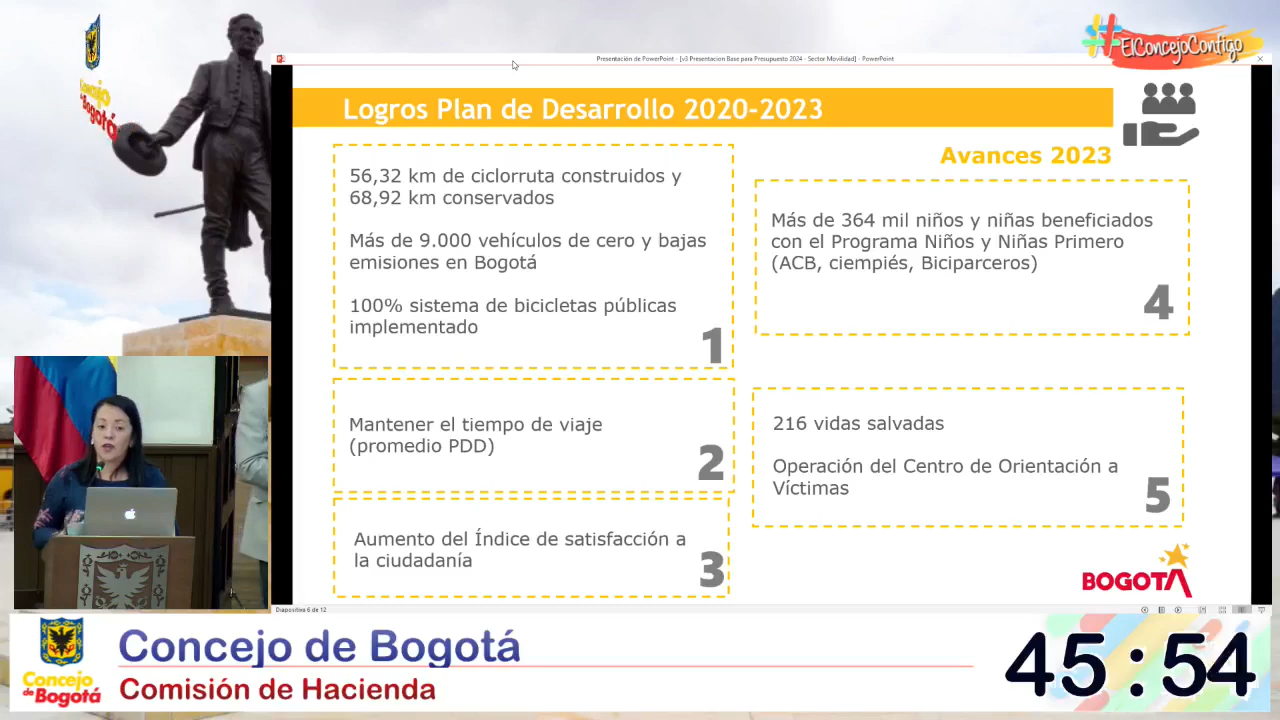 #ElConcejoContigo
Concejo
de Bogotá
Presentación de PowerPoint - [v3 Presentacion Base para Presupuesto 2024 - Sector Movilidad] - PowerPoint
Logros Plan de Desarrollo 2020-2023
Avances 2023
56,32 km de ciclorruta construidos y
68,92 km conservados
Más de 9.000 vehículos de cero y bajas
emisiones en Bogotá
100% sistema de bicicletas públicas
implementado
1
Mantener el tiempo de viaje
(promedio PDD)
2
Aumento del Índice de satisfacción a
la ciudadanía
3
Más de 364 mil niños y niñas beneficiados
con el Programa Niños y Niñas Primero
(ACB, ciempiés, Biciparceros)
4
216 vidas salvadas
Operación del Centro de Orientación a
Víctimas
5
BOGOTÁ
Diapositiva 6 de 12
Concejo
de Bogotá
Concejo de Bogotá
Comisión de Hacienda
45:54